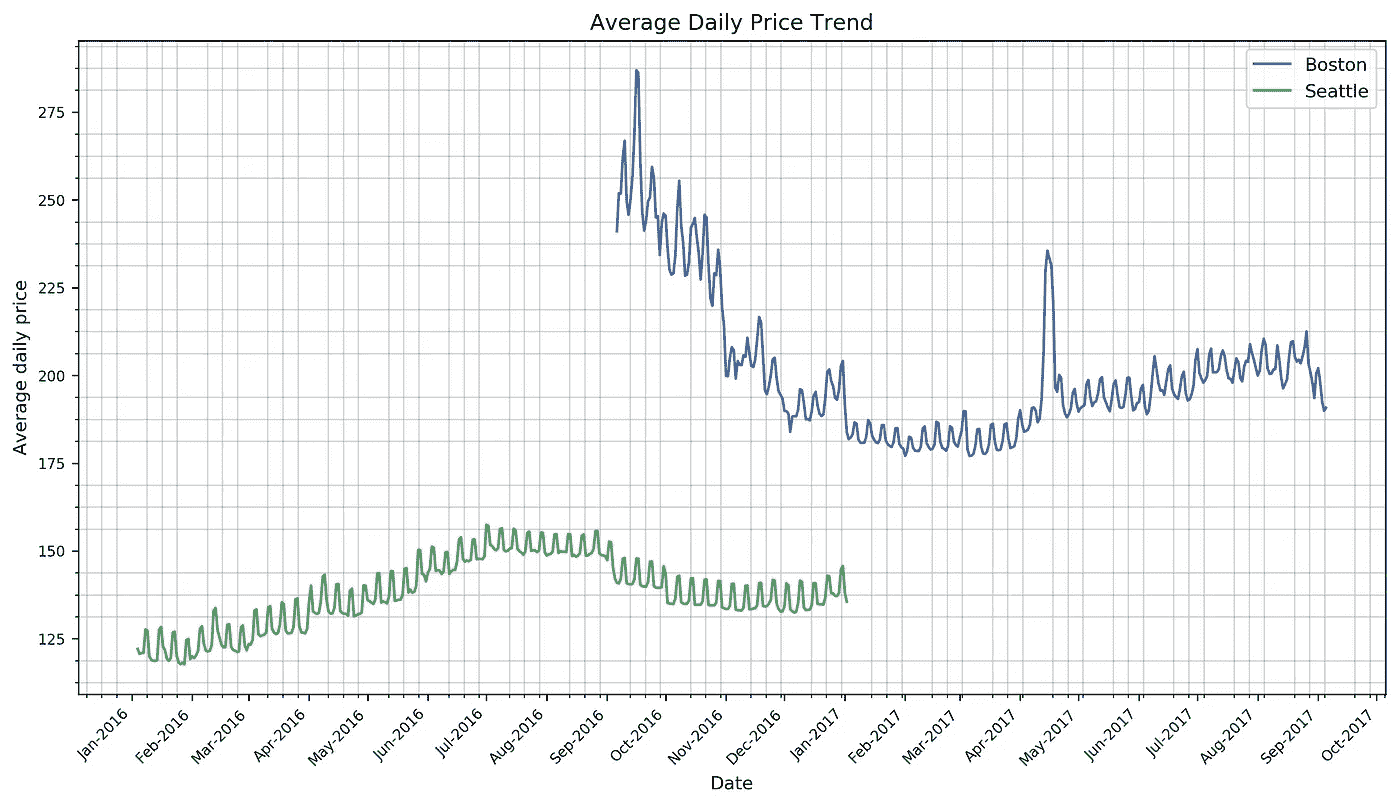 Average Daily Price Trend
Boston
Seattle
Average daily price
275
250
225
200
175
150
125
Jan-2016
Feb-2016
Mar-2016
Apr-2016
May-2016
Jun-2016
Jul-2016
Aug-2016
Sep-2016
Oct-2016
Nov-2016
Dec-2016
Jan-2017
Feb-2017
Mar-2017
Apr-2017
May-2017
Jun-2017
Jul-2017
Aug-2017
Sep-2017
Oct-2017
Date